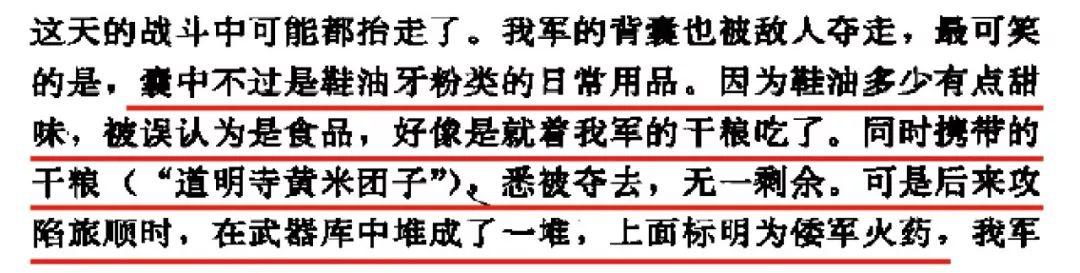 这天的战斗中可能都抬走了。我军的背囊也被敌人夺走，最可笑
的是，囊中不过是鞋油牙粉类的日常用品。因为鞋油多少有点甜
味，被误认为是食品，好像是就着我军的干粮吃了。同时携带的
干粮（“道明寺黄米团子”）、悉被夺去，无一剩余。可是后来攻
陷旅顺时，在武器库中堆成了一堆，上面标明为倭军火药，我军